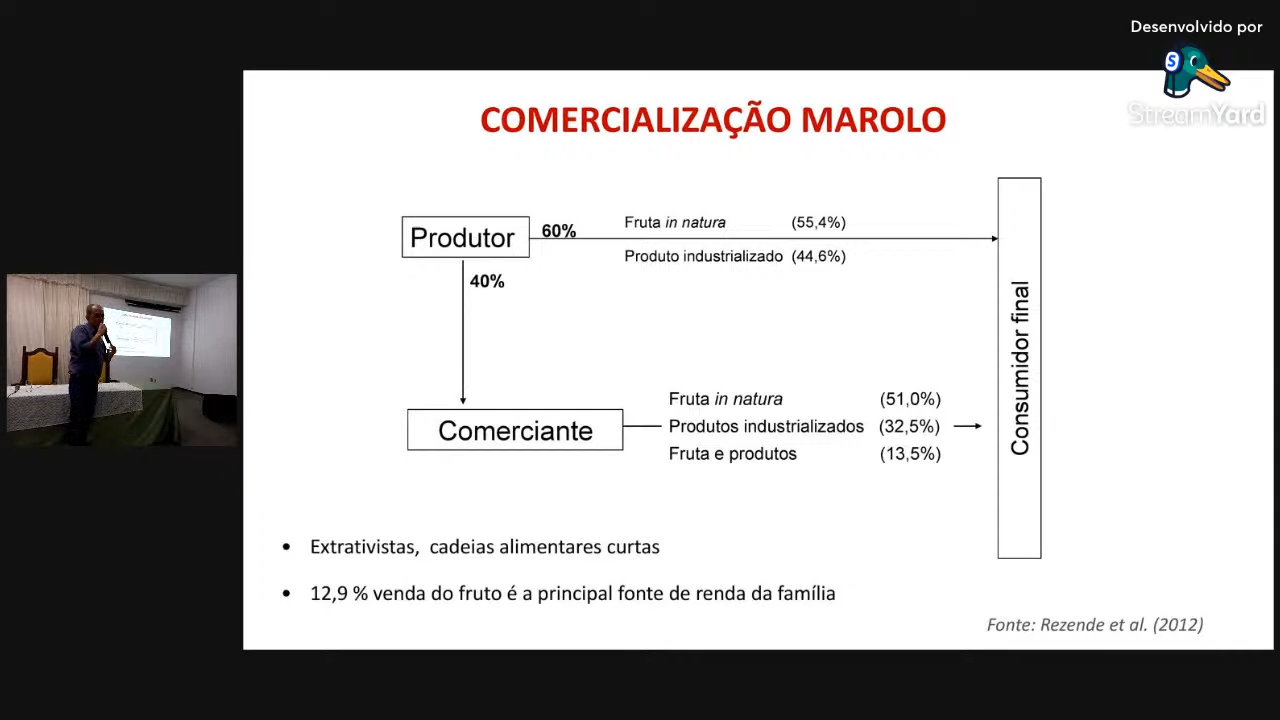 Desenvolvido por
StreamYard
COMERCIALIZAÇÃO MAROLO
Produtor
60%
Fruta in natura (55,4%)
Produto industrializado (44,6%)
40%
Comerciante
Fruta in natura (51,0%)
Produtos industrializados (32,5%)
Fruta e produtos (13,5%)
Consumidor final
• Extrativistas, cadeias alimentares curtas
• 12,9 % venda do fruto é a principal fonte de renda da família
Fonte: Rezende et al. (2012)